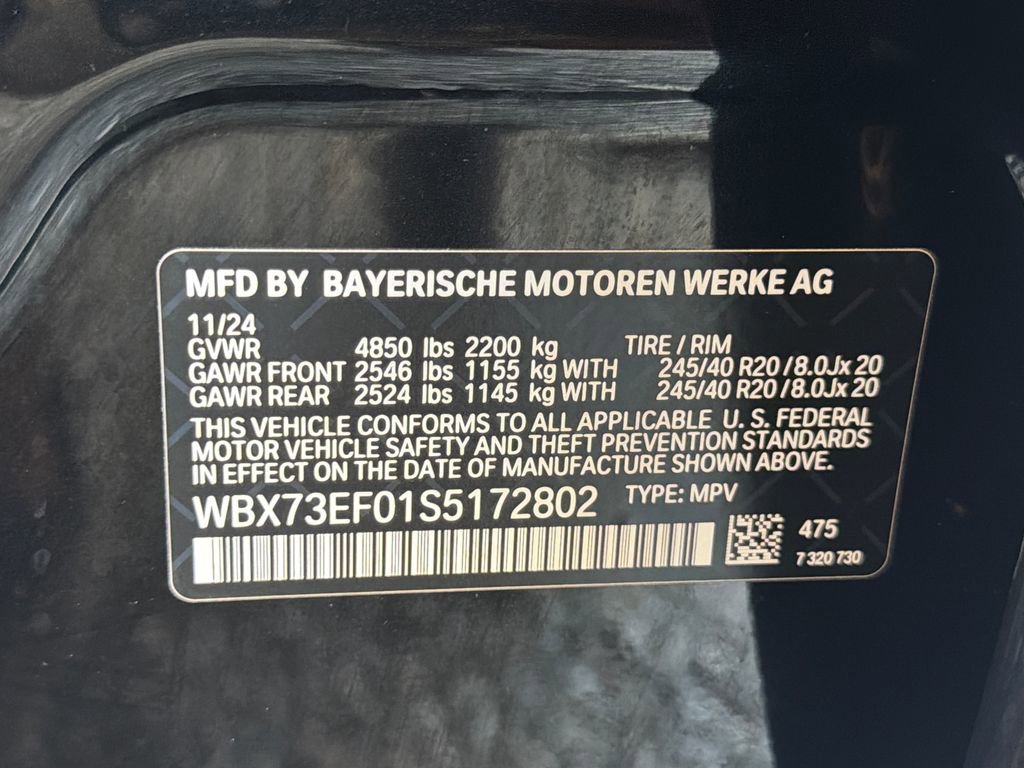 MFD BY BAYERISCHE MOTOREN WERKE AG
11/24
GVWR 4850 lbs 2200 kg TIRE / RIM
GAWR FRONT 2546 lbs 1155 kg WITH 245/40 R20 / 8.0Jx 20
GAWR REAR 2524 lbs 1145 kg WITH 245/40 R20 / 8.0Jx 20
THIS VEHICLE CONFORMS TO ALL APPLICABLE U. S. FEDERAL
MOTOR VEHICLE SAFETY AND THEFT PREVENTION STANDARDS
IN EFFECT ON THE DATE OF MANUFACTURE SHOWN ABOVE.
WBX73EF01S5172802 TYPE: MPV
475
7 320 730